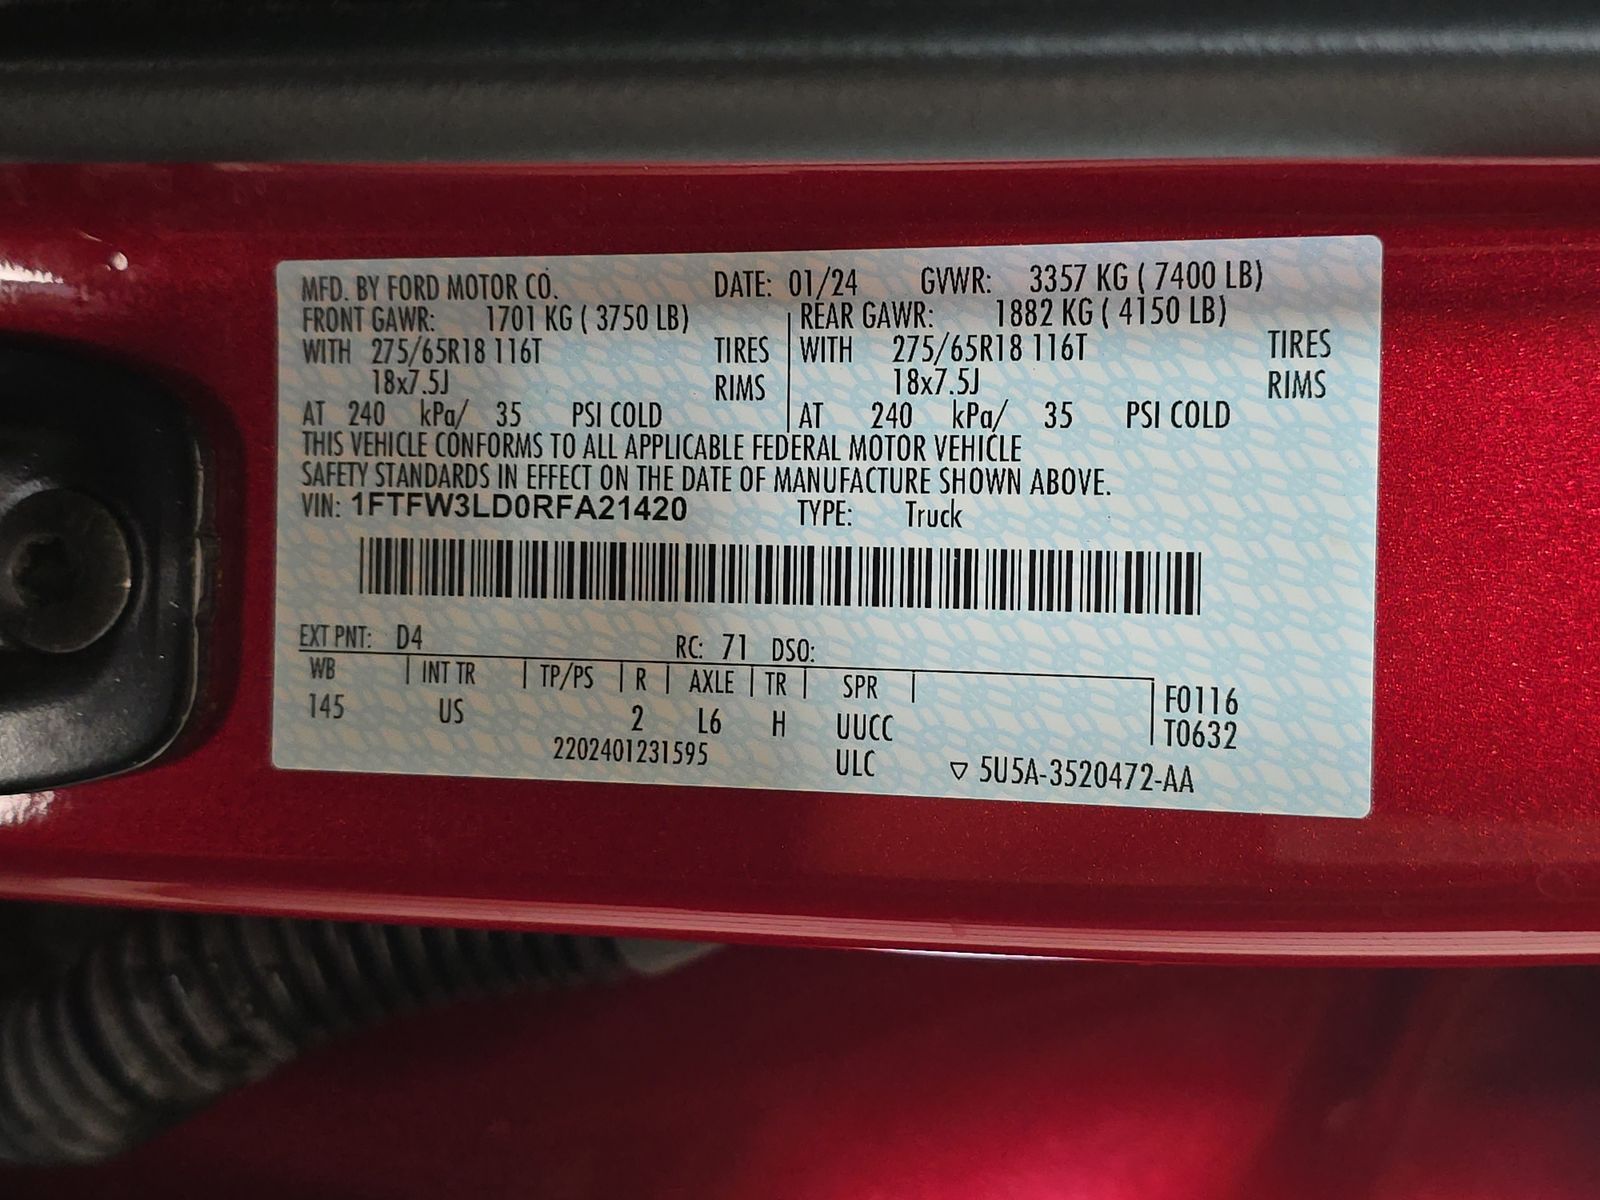 MFD. BY FORD MOTOR CO. DATE: 01/24 GVWR: 3357 KG ( 7400 LB)
FRONT GAWR: 1701 KG ( 3750 LB) REAR GAWR: 1882 KG ( 4150 LB)
WITH 275/65R18 116T TIRES WITH 275/65R18 116T TIRES
18x7.5J RIMS 18x7.5J RIMS
AT 240 kPa/ 35 PSI COLD AT 240 kPa/ 35 PSI COLD
THIS VEHICLE CONFORMS TO ALL APPLICABLE FEDERAL MOTOR VEHICLE
SAFETY STANDARDS IN EFFECT ON THE DATE OF MANUFACTURE SHOWN ABOVE.
VIN: 1FTFW3LD0RFA21420 TYPE: Truck
EXT PNT: D4 RC: 71 DSO:
WB INT TR TP/PS R AXLE TR SPR F0116
145 US 2 L6 H UUCC T0632
2202401231595 ULC ▽ 5U5A-3520472-AA